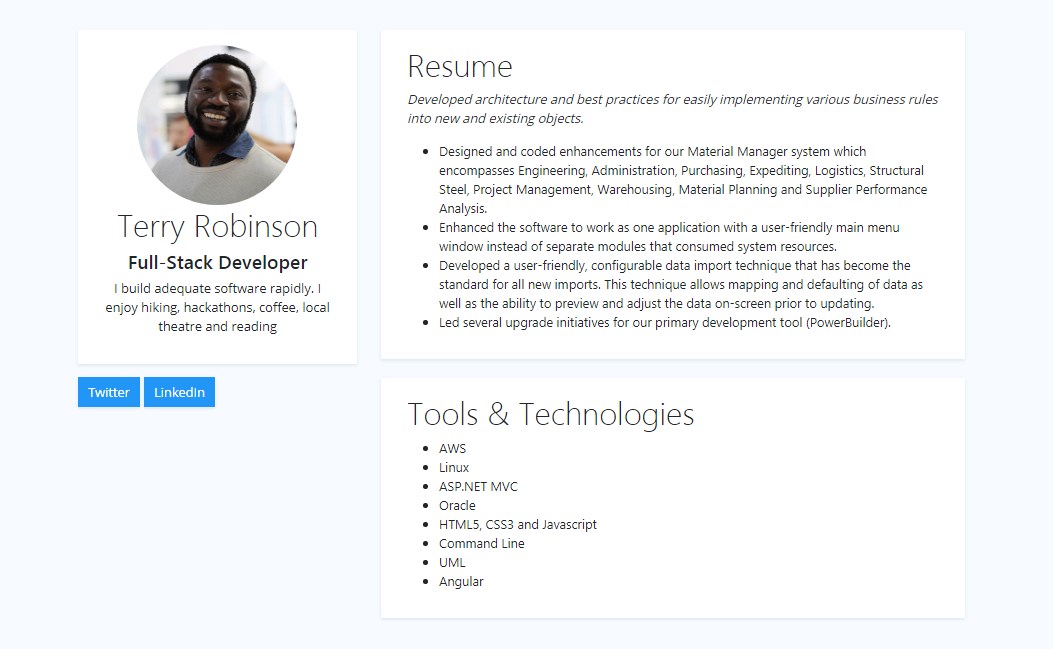 Terry Robinson
Full-Stack Developer
I build adequate software rapidly. I
enjoy hiking, hackathons, coffee, local
theatre and reading
Twitter
LinkedIn
Resume
Developed architecture and best practices for easily implementing various business rules
into new and existing objects.
Designed and coded enhancements for our Material Manager system which
encompasses Engineering, Administration, Purchasing, Expediting, Logistics, Structural
Steel, Project Management, Warehousing, Material Planning and Supplier Performance
Analysis.
Enhanced the software to work as one application with a user-friendly main menu
window instead of separate modules that consumed system resources.
Developed a user-friendly, configurable data import technique that has become the
standard for all new imports. This technique allows mapping and defaulting of data as
well as the ability to preview and adjust the data on-screen prior to updating.
Led several upgrade initiatives for our primary development tool (PowerBuilder).
Tools & Technologies
AWS
Linux
ASP.NET MVC
Oracle
HTML5, CSS3 and Javascript
Command Line
UML
Angular